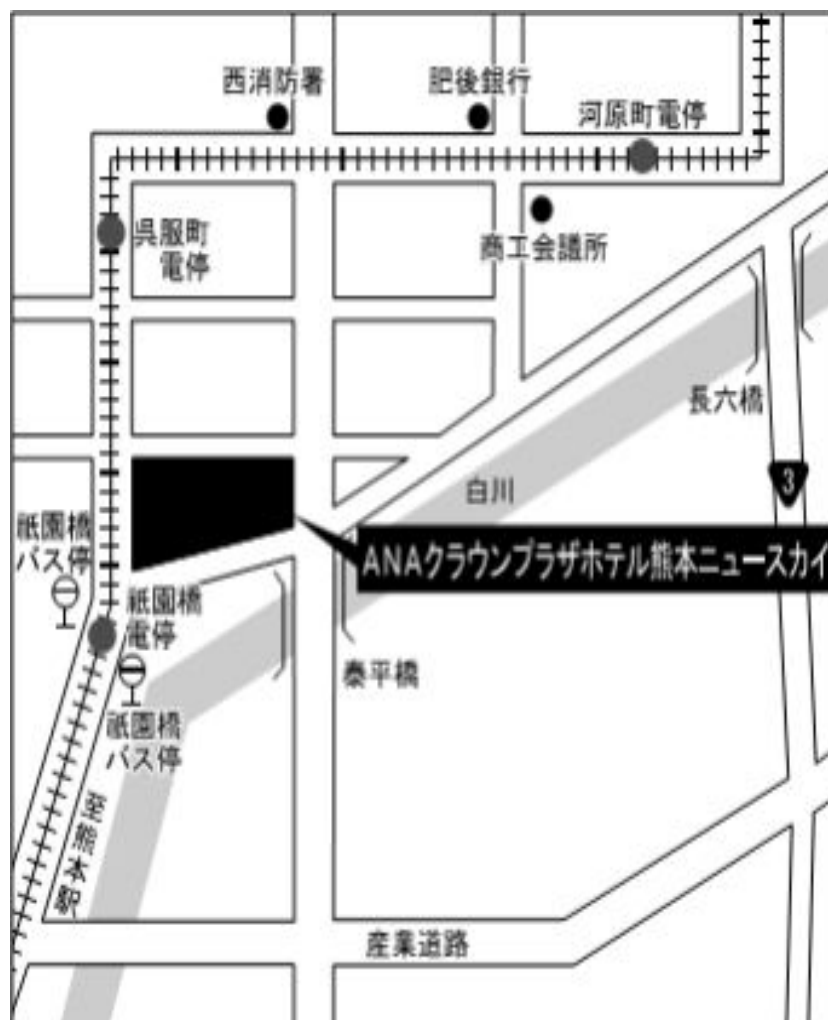 西消防署
肥後銀行
河原町電停
呉服町
電停
商工会議所
長六橋
白川
3
祇園橋
バス停
ANAクラウンプラザホテル熊本ニュースカイ
祇園橋
電停
泰平橋
祇園橋
バス停
至熊本駅
産業道路